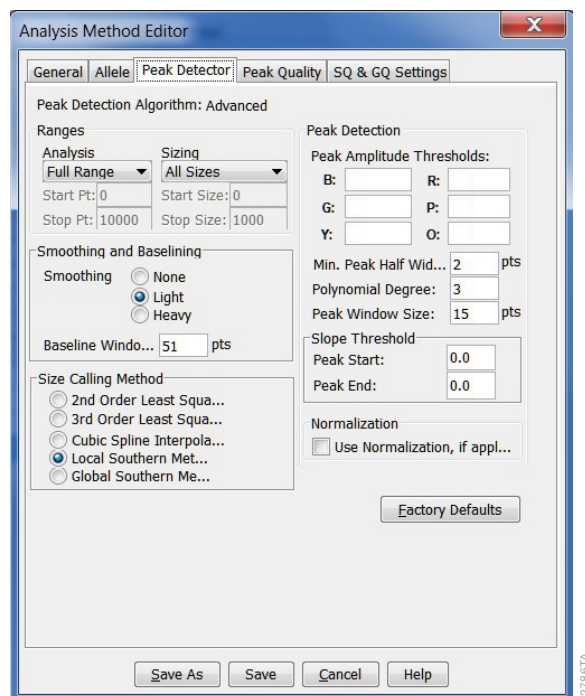 Analysis Method Editor
X
General Allele Peak Detector Peak Quality SQ & GQ Settings
Peak Detection Algorithm: Advanced
Ranges
Analysis Sizing
Full Range All Sizes
Start Pt: 0 Start Size: 0
Stop Pt: 10000 Stop Size: 1000
Smoothing and Baselining
Smoothing None
Light
Heavy
Baseline Windo... 51 pts
Size Calling Method
2nd Order Least Squa...
3rd Order Least Squa...
Cubic Spline Interpola...
Local Southern Met...
Global Southern Me...
Peak Detection
Peak Amplitude Thresholds:
B: R:
G: P:
Y: O:
Min. Peak Half Wid... 2 pts
Polynomial Degree: 3
Peak Window Size: 15 pts
Slope Threshold
Peak Start: 0.0
Peak End: 0.0
Normalization
Use Normalization, if appl...
Factory Defaults
Save As Save Cancel Help